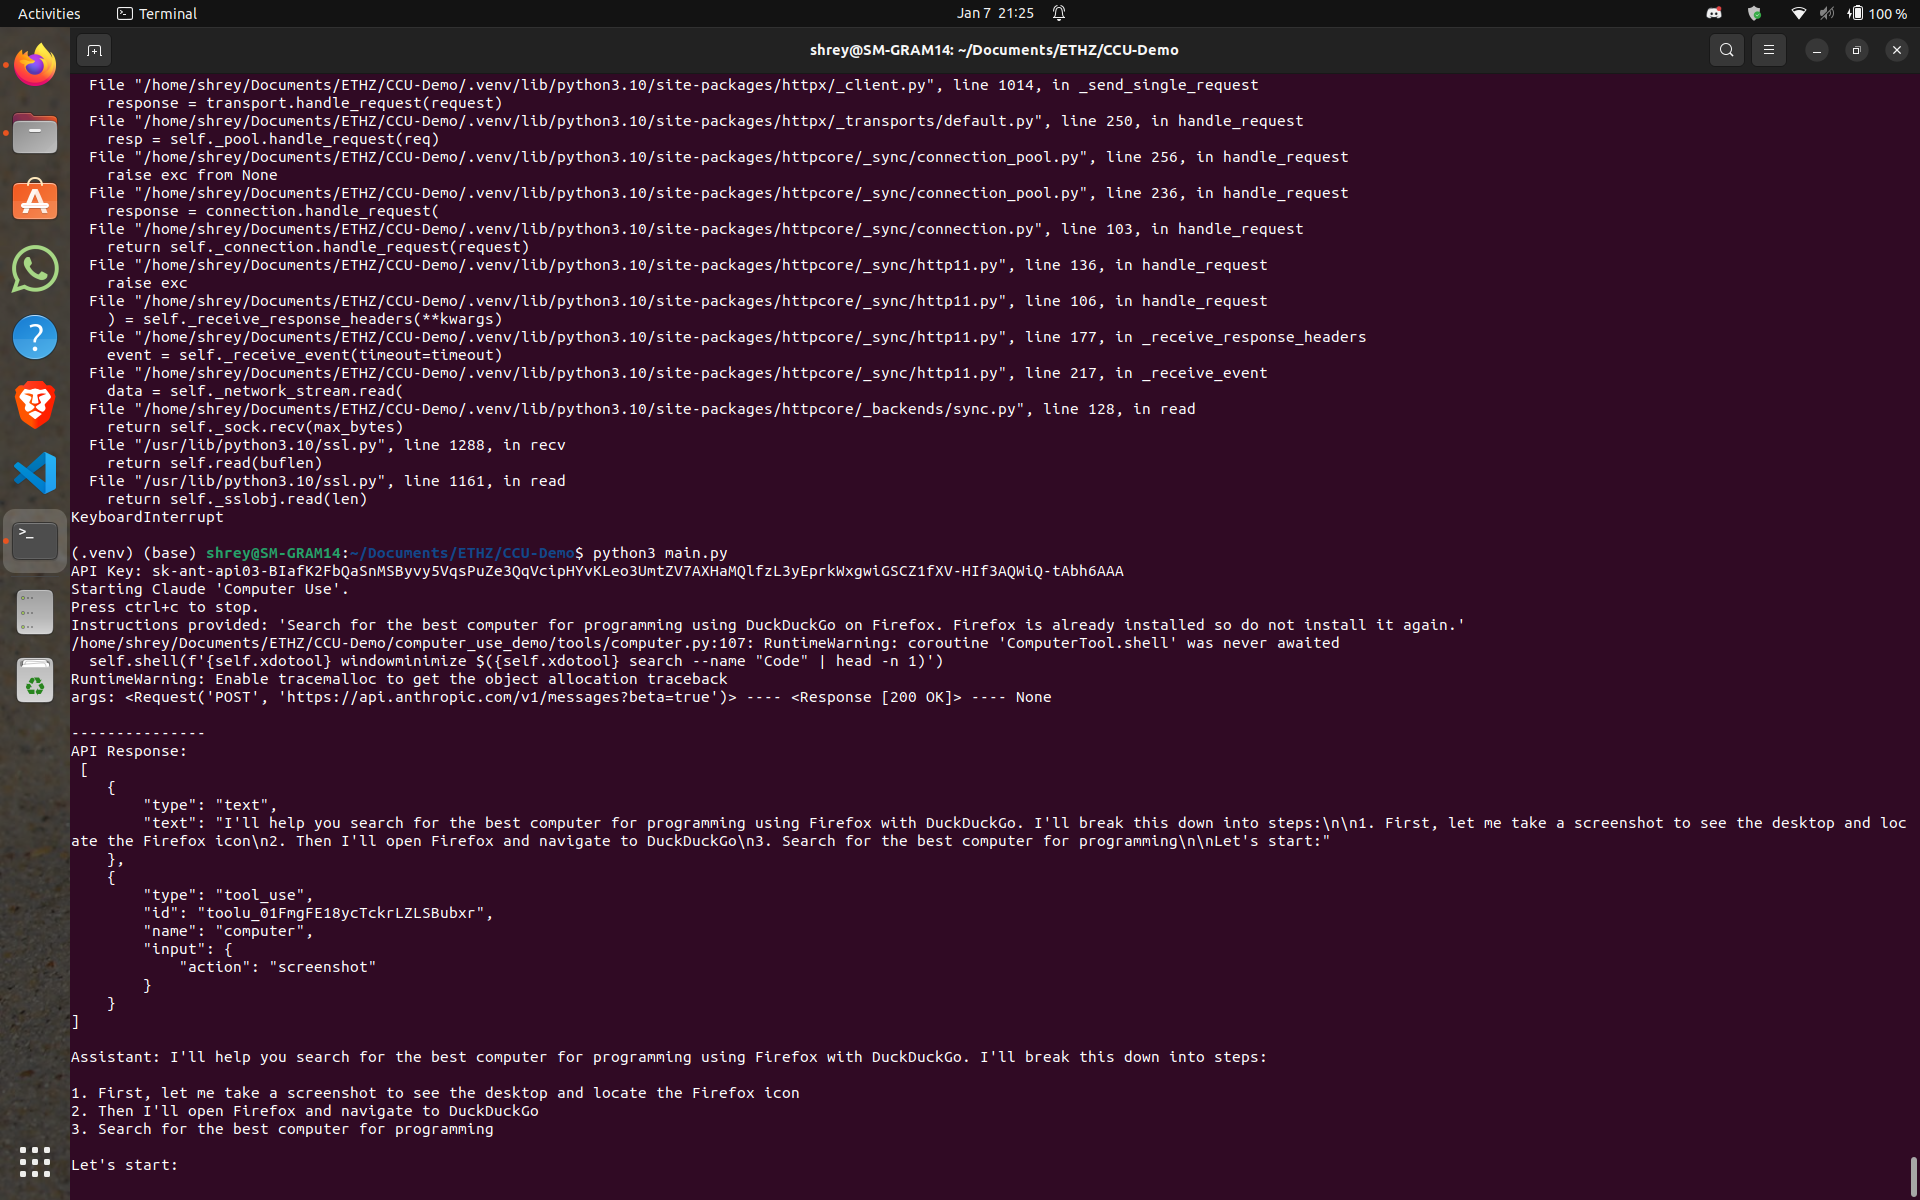 Activities
Terminal
Jan 7 21:25
100 %
shrey@SM-GRAM14: ~/Documents/ETHZ/CCU-Demo
File "/home/shrey/Documents/ETHZ/CCU-Demo/.venv/lib/python3.10/site-packages/httpx/_client.py", line 1014, in _send_single_request
response = transport.handle_request(request)
File "/home/shrey/Documents/ETHZ/CCU-Demo/.venv/lib/python3.10/site-packages/httpx/_transports/default.py", line 250, in handle_request
resp = self._pool.handle_request(req)
File "/home/shrey/Documents/ETHZ/CCU-Demo/.venv/lib/python3.10/site-packages/httpcore/_sync/connection_pool.py", line 256, in handle_request
raise exc from None
File "/home/shrey/Documents/ETHZ/CCU-Demo/.venv/lib/python3.10/site-packages/httpcore/_sync/connection_pool.py", line 236, in handle_request
response = connection.handle_request(
File "/home/shrey/Documents/ETHZ/CCU-Demo/.venv/lib/python3.10/site-packages/httpcore/_sync/connection.py", line 103, in handle_request
return self._connection.handle_request(request)
File "/home/shrey/Documents/ETHZ/CCU-Demo/.venv/lib/python3.10/site-packages/httpcore/_sync/http11.py", line 136, in handle_request
raise exc
File "/home/shrey/Documents/ETHZ/CCU-Demo/.venv/lib/python3.10/site-packages/httpcore/_sync/http11.py", line 106, in handle_request
) = self._receive_response_headers(**kwargs)
File "/home/shrey/Documents/ETHZ/CCU-Demo/.venv/lib/python3.10/site-packages/httpcore/_sync/http11.py", line 177, in _receive_response_headers
event = self._receive_event(timeout=timeout)
File "/home/shrey/Documents/ETHZ/CCU-Demo/.venv/lib/python3.10/site-packages/httpcore/_sync/http11.py", line 217, in _receive_event
data = self._network_stream.read(
File "/home/shrey/Documents/ETHZ/CCU-Demo/.venv/lib/python3.10/site-packages/httpcore/_backends/sync.py", line 128, in read
return self._sock.recv(max_bytes)
File "/usr/lib/python3.10/ssl.py", line 1288, in recv
return self.read(buflen)
File "/usr/lib/python3.10/ssl.py", line 1161, in read
return self._sslobj.read(len)
KeyboardInterrupt
(.venv) (base) shrey@SM-GRAM14:~/Documents/ETHZ/CCU-Demo$ python3 main.py
API Key:
Starting Claude 'Computer Use'.
Press ctrl+c to stop.
Instructions provided: 'Search for the best computer for programming using DuckDuckGo on Firefox. Firefox is already installed so do not install it again.'
/home/shrey/Documents/ETHZ/CCU-Demo/computer_use_demo/tools/computer.py:107: RuntimeWarning: coroutine 'ComputerTool.shell' was never awaited
self.shell(f'{self.xdotool} windowminimize $({self.xdotool} search --name "Code" | head -n 1)')
RuntimeWarning: Enable tracemalloc to get the object allocation traceback
args: <Request('POST', 'https://api.anthropic.com/v1/messages?beta=true')> ---- <Response [200 OK]> ---- None
---------------
API Response:
[
{
"type": "text",
"text": "I'll help you search for the best computer for programming using Firefox with DuckDuckGo. I'll break this down into steps:\n\n1. First, let me take a screenshot to see the desktop and loc
ate the Firefox icon\n2. Then I'll open Firefox and navigate to DuckDuckGo\n3. Search for the best computer for programming\n\nLet's start:"
},
{
"type": "tool_use",
"id": "toolu_01FmgFE18ycTckrLZLSBubxr",
"name": "computer",
"input": {
"action": "screenshot"
}
}
]
Assistant: I'll help you search for the best computer for programming using Firefox with DuckDuckGo. I'll break this down into steps:
1. First, let me take a screenshot to see the desktop and locate the Firefox icon
2. Then I'll open Firefox and navigate to DuckDuckGo
3. Search for the best computer for programming
Let's start: